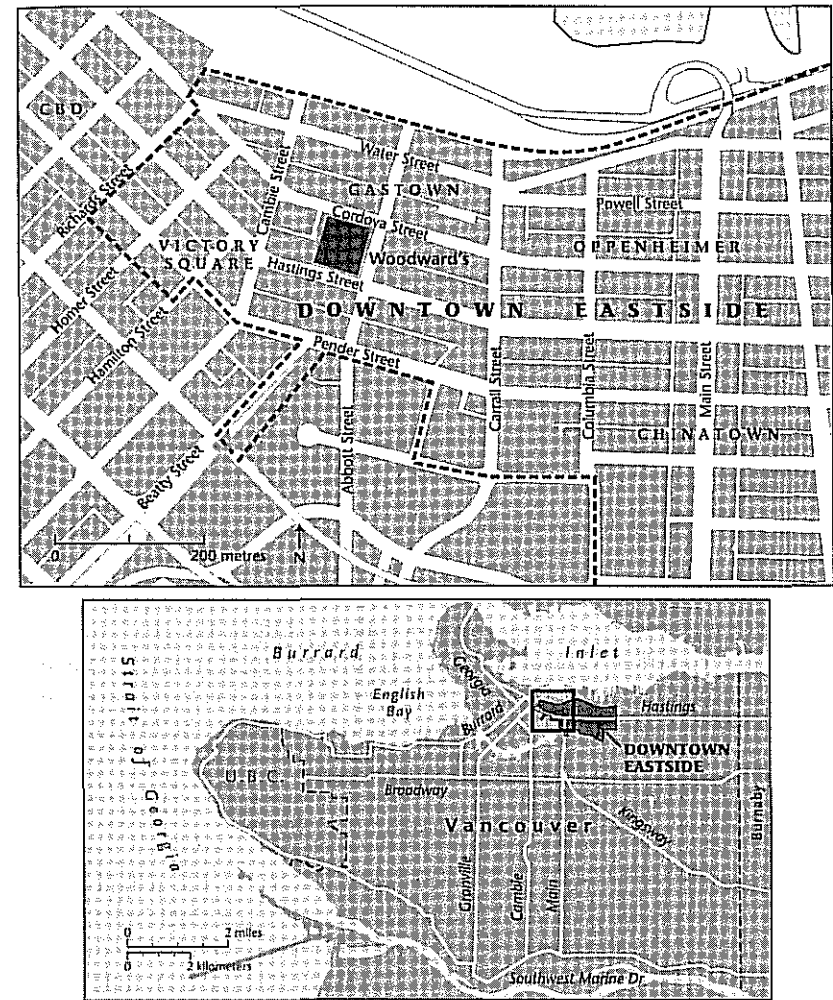 CBD
Water Street
GASTOWN
Cambie Street
Richards Street
Cordova Street
Powell Street
VICTORY
SQUARE
OPPENHEIMER
Woodward's
Hastings Street
Homer Street
DOWNTOWN EASTSIDE
Hamilton Street
Pender Street
Carrall Street
Columbia Street
Main Street
CHINATOWN
Beatty Street
Abbott Street
0 200 metres
N
Burrard Inlet
Strait of Georgia
Georgia
English
Bay
Burrard
Hastings
DOWNTOWN
EASTSIDE
UBC
Broadway
Vancouver
Kingsway
Burnaby
Granville
Cambie
Main
0 2 miles
0 2 kilometers
Southwest Marine Dr.